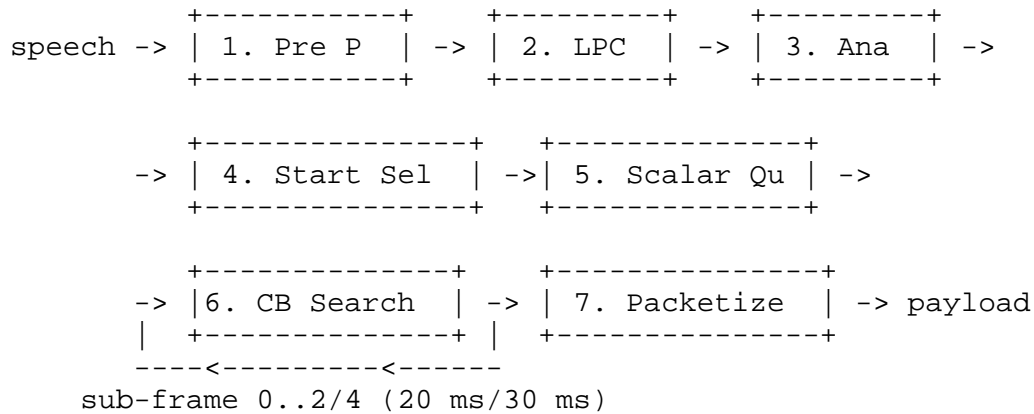 speech -> | 1. Pre P | -> | 2. LPC | -> | 3. Ana | ->
-> | 4. Start Sel | ->| 5. Scalar Qu | ->
-> |6. CB Search | -> | 7. Packetize | -> payload
sub-frame 0..2/4 (20 ms/30 ms)